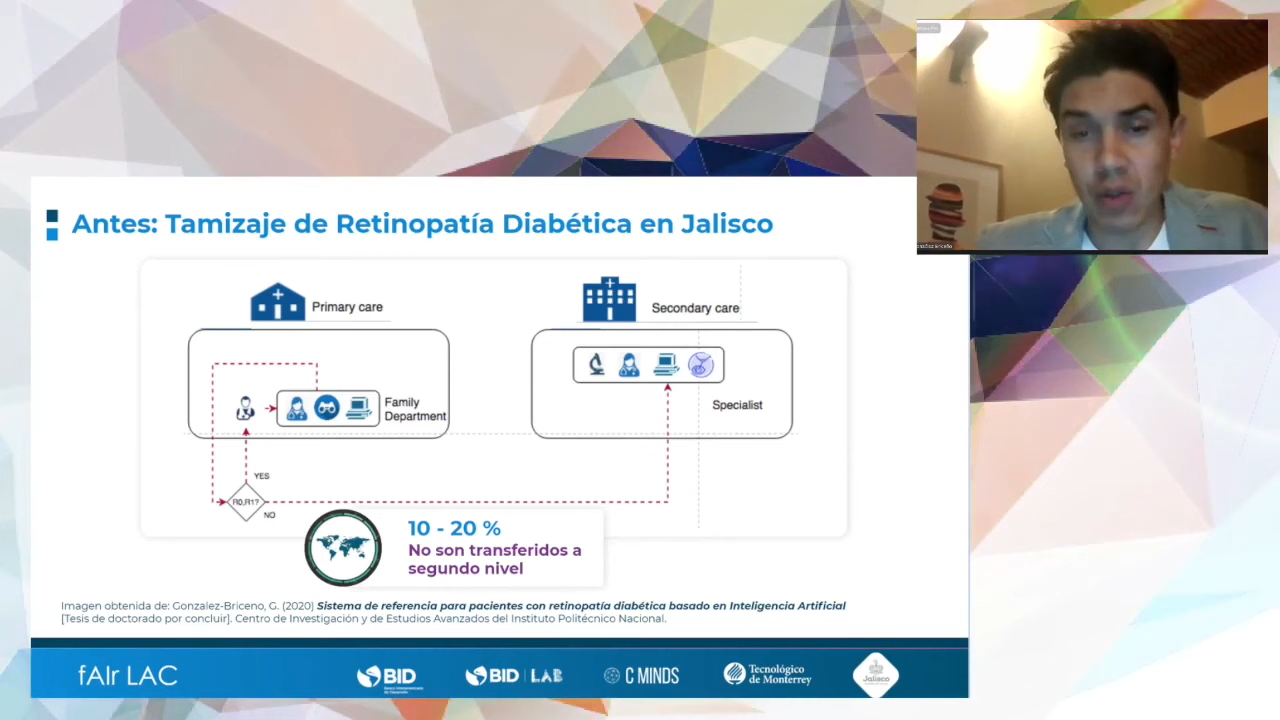 Antes: Tamizaje de Retinopatía Diabética en Jalisco
Primary care
Secondary care
Family
Department
Specialist
YES
R0,R1?
NO
10 - 20 %
No son transferidos a
segundo nivel
Imagen obtenida de: Gonzalez-Briceno, G. (2020) Sistema de referencia para pacientes con retinopatía diabética basado en Inteligencia Artificial
[Tesis de doctorado por concluir]. Centro de Investigación y de Estudios Avanzados del Instituto Politécnico Nacional.
fAIr LAC
BID
BID LAB
C MINDS
Tecnológico
de Monterrey
Jalisco